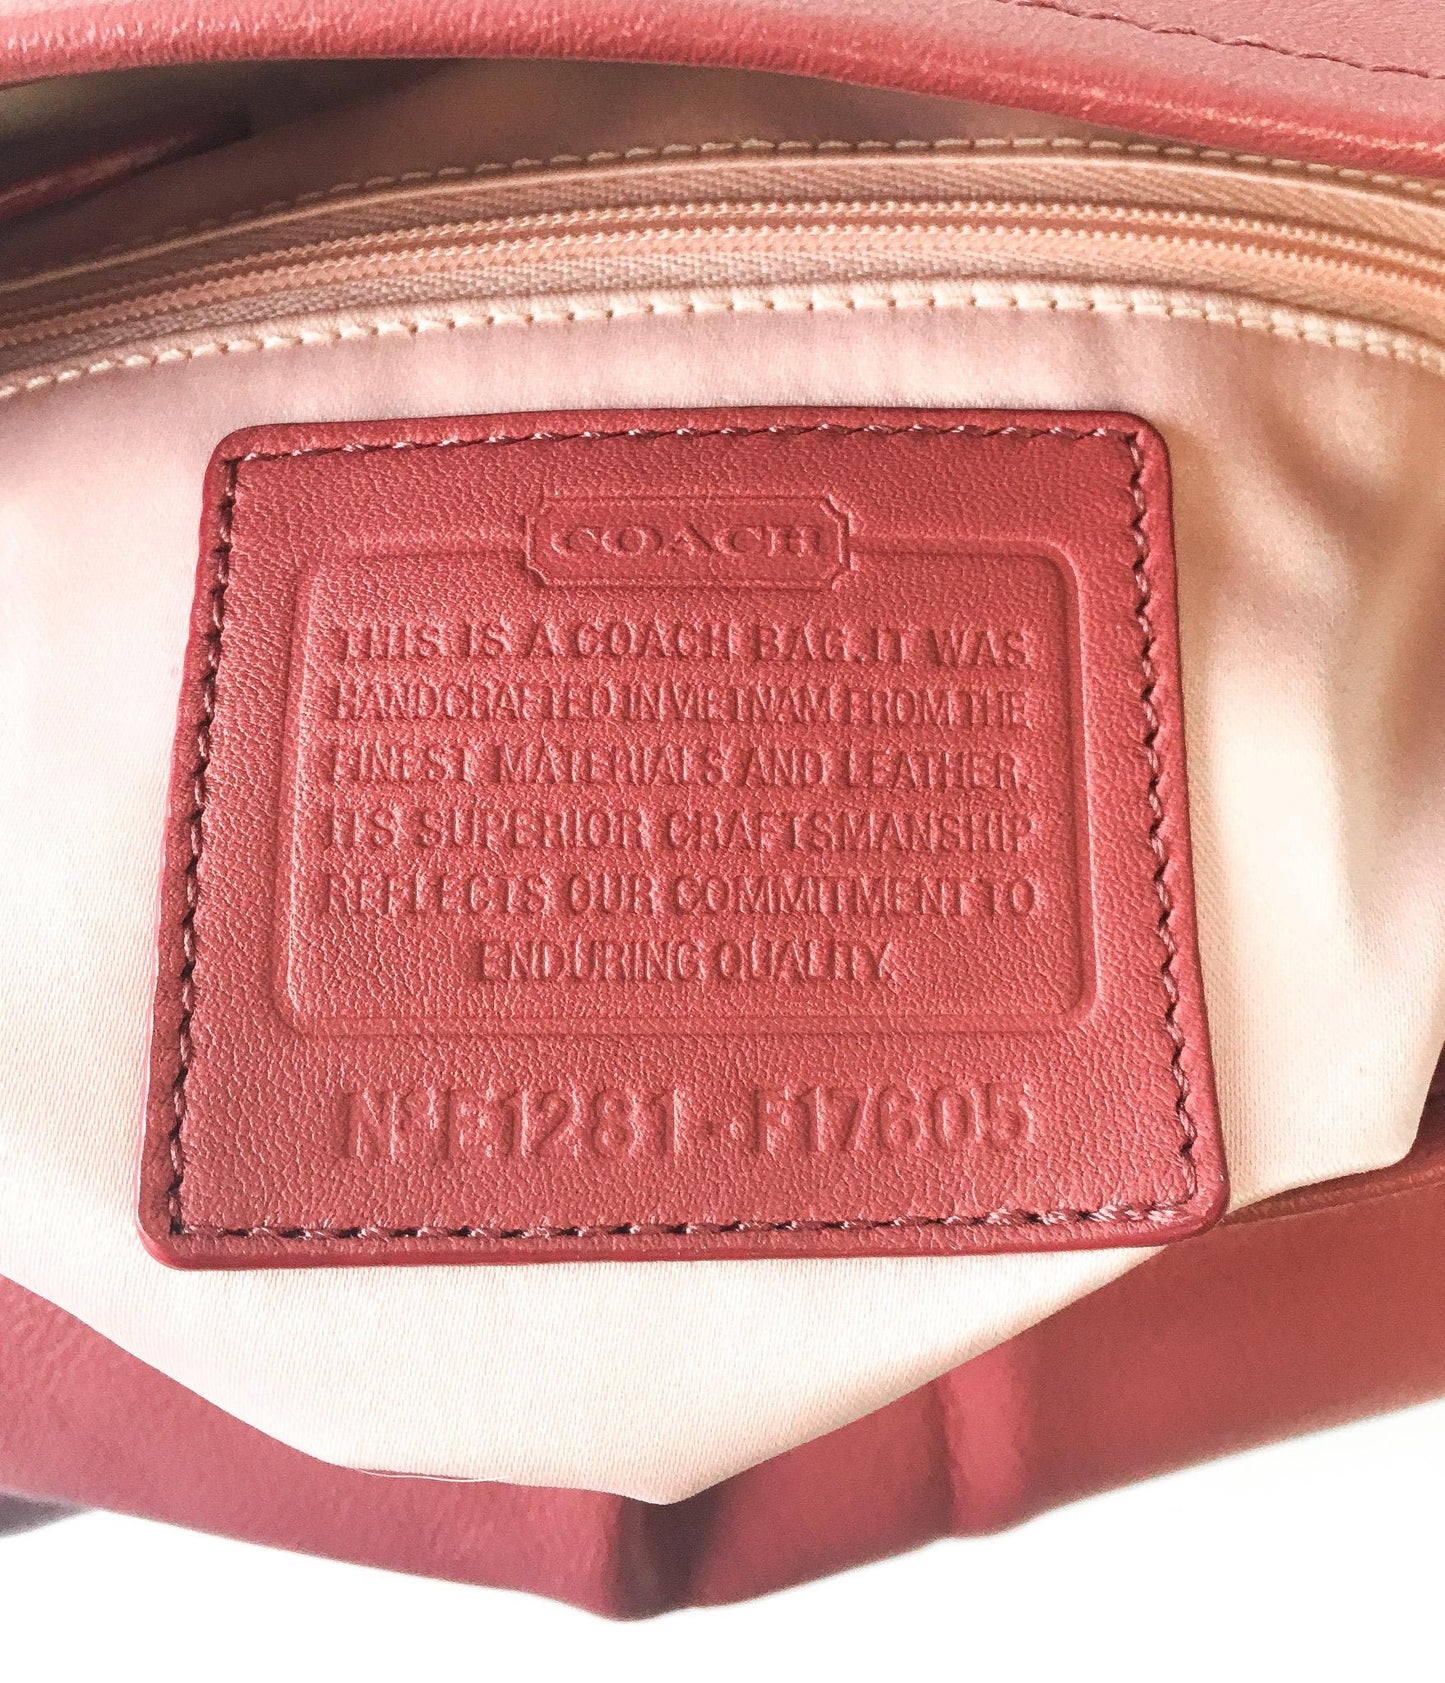 COACH
THIS IS A COACH BAG. IT WAS
HANDCRAFTED IN VIETNAM FROM THE
FINEST MATERIALS AND LEATHER.
ITS SUPERIOR CRAFTSMANSHIP
REFLECTS OUR COMMITMENT TO
ENDURING QUALITY.
Nº E1281-F17605